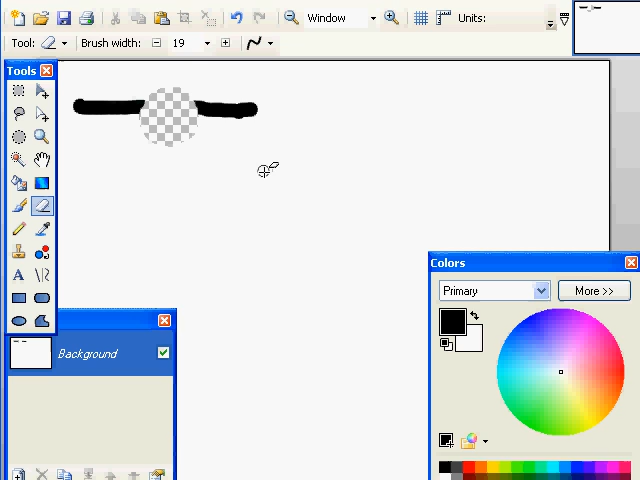 Window
Units:
Tool:
Brush width:
19
Tools
A
Colors
Primary
More >>
Background